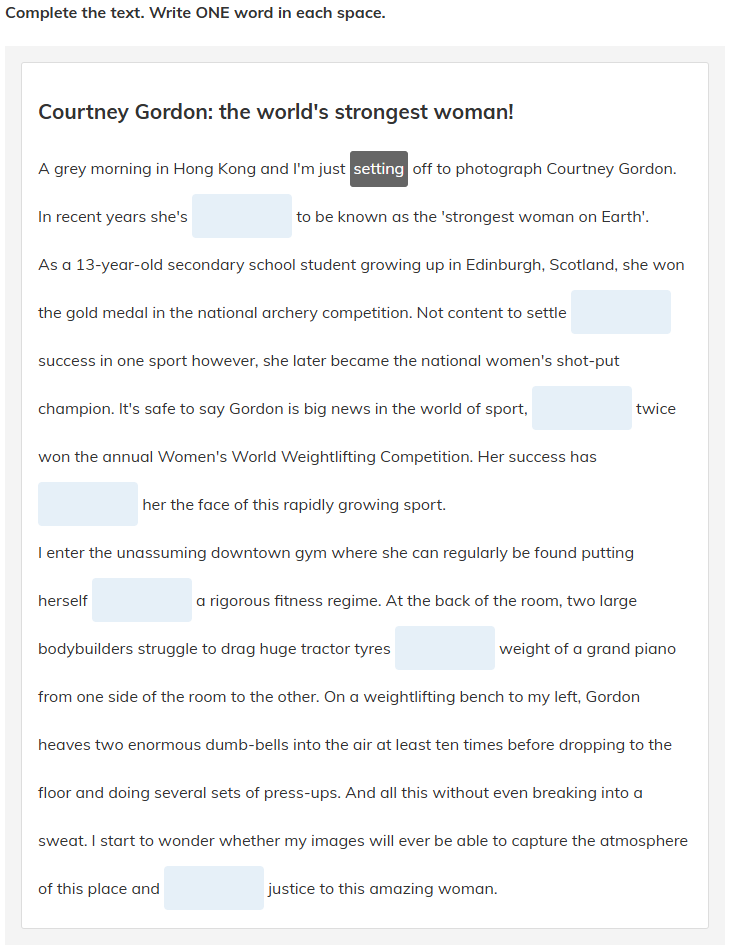 Complete the text. Write ONE word in each space.
Courtney Gordon: the world's strongest woman!
A grey morning in Hong Kong and I'm just setting off to photograph Courtney Gordon.
In recent years she's to be known as the 'strongest woman on Earth'.
As a 13-year-old secondary school student growing up in Edinburgh, Scotland, she won
the gold medal in the national archery competition. Not content to settle
success in one sport however, she later became the national women's shot-put
champion. It's safe to say Gordon is big news in the world of sport, twice
won the annual Women's World Weightlifting Competition. Her success has
her the face of this rapidly growing sport.
I enter the unassuming downtown gym where she can regularly be found putting
herself a rigorous fitness regime. At the back of the room, two large
bodybuilders struggle to drag huge tractor tyres weight of a grand piano
from one side of the room to the other. On a weightlifting bench to my left, Gordon
heaves two enormous dumb-bells into the air at least ten times before dropping to the
floor and doing several sets of press-ups. And all this without even breaking into a
sweat. I start to wonder whether my images will ever be able to capture the atmosphere
of this place and justice to this amazing woman.